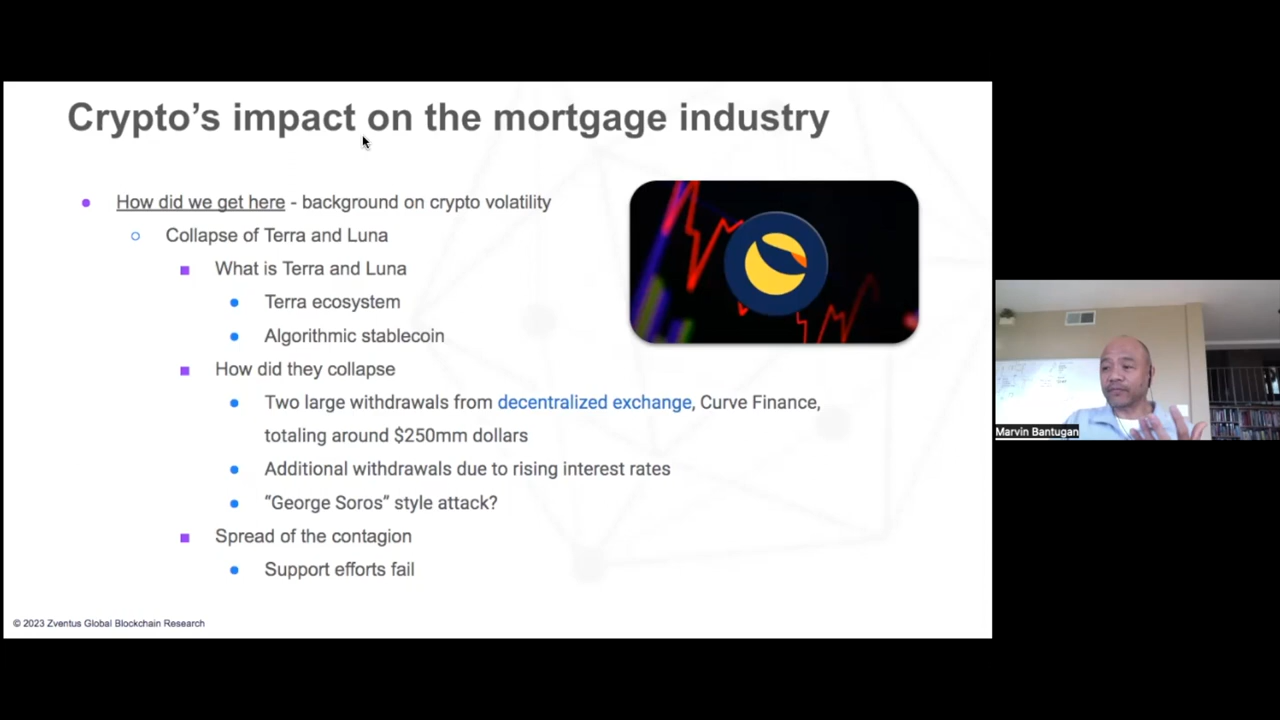 Crypto’s impact on the mortgage industry
How did we get here - background on crypto volatility
Collapse of Terra and Luna
What is Terra and Luna
Terra ecosystem
Algorithmic stablecoin
How did they collapse
Two large withdrawals from decentralized exchange, Curve Finance,
totaling around $250mm dollars
Additional withdrawals due to rising interest rates
“George Soros” style attack?
Spread of the contagion
Support efforts fail
© 2023 Zventus Global Blockchain Research
Marvin Bantugan